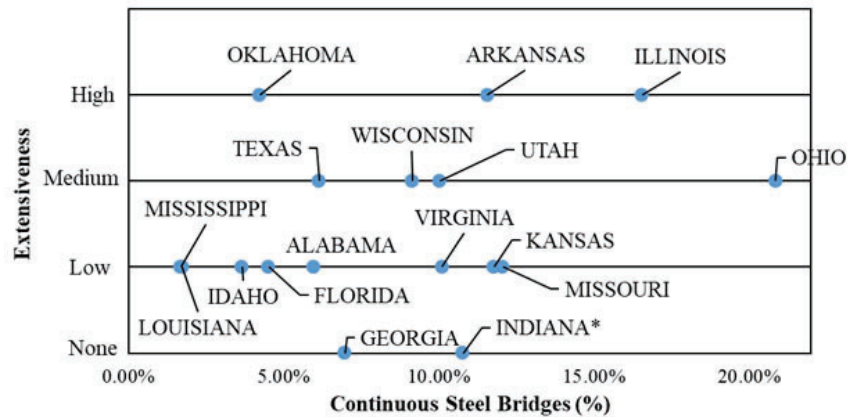 OKLAHOMA
ARKANSAS
ILLINOIS
High
WISCONSIN
TEXAS
UTAH
OHIO
Medium
Extensiveness
MISSISSIPPI
VIRGINIA
ALABAMA
KANSAS
Low
IDAHO
FLORIDA
MISSOURI
LOUISIANA
GEORGIA
INDIANA*
None
0.00%
5.00%
10.00%
15.00%
20.00%
Continuous Steel Bridges (%)